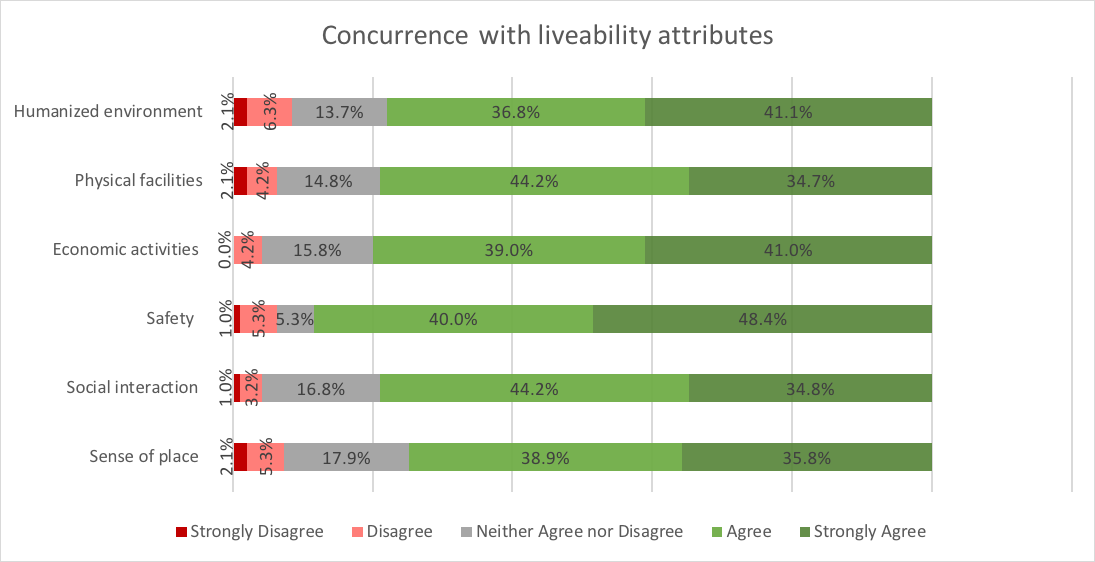 Concurrence with liveability attributes
Humanized environment 2.1% 6.3% 13.7% 36.8% 41.1%
Physical facilities 2.1% 4.2% 14.8% 44.2% 34.7%
Economic activities 0.0% 4.2% 15.8% 39.0% 41.0%
Safety 1.0% 5.3% 5.3% 40.0% 48.4%
Social interaction 1.0% 3.2% 16.8% 44.2% 34.8%
Sense of place 2.1% 5.3% 17.9% 38.9% 35.8%
Strongly Disagree Disagree Neither Agree nor Disagree Agree Strongly Agree